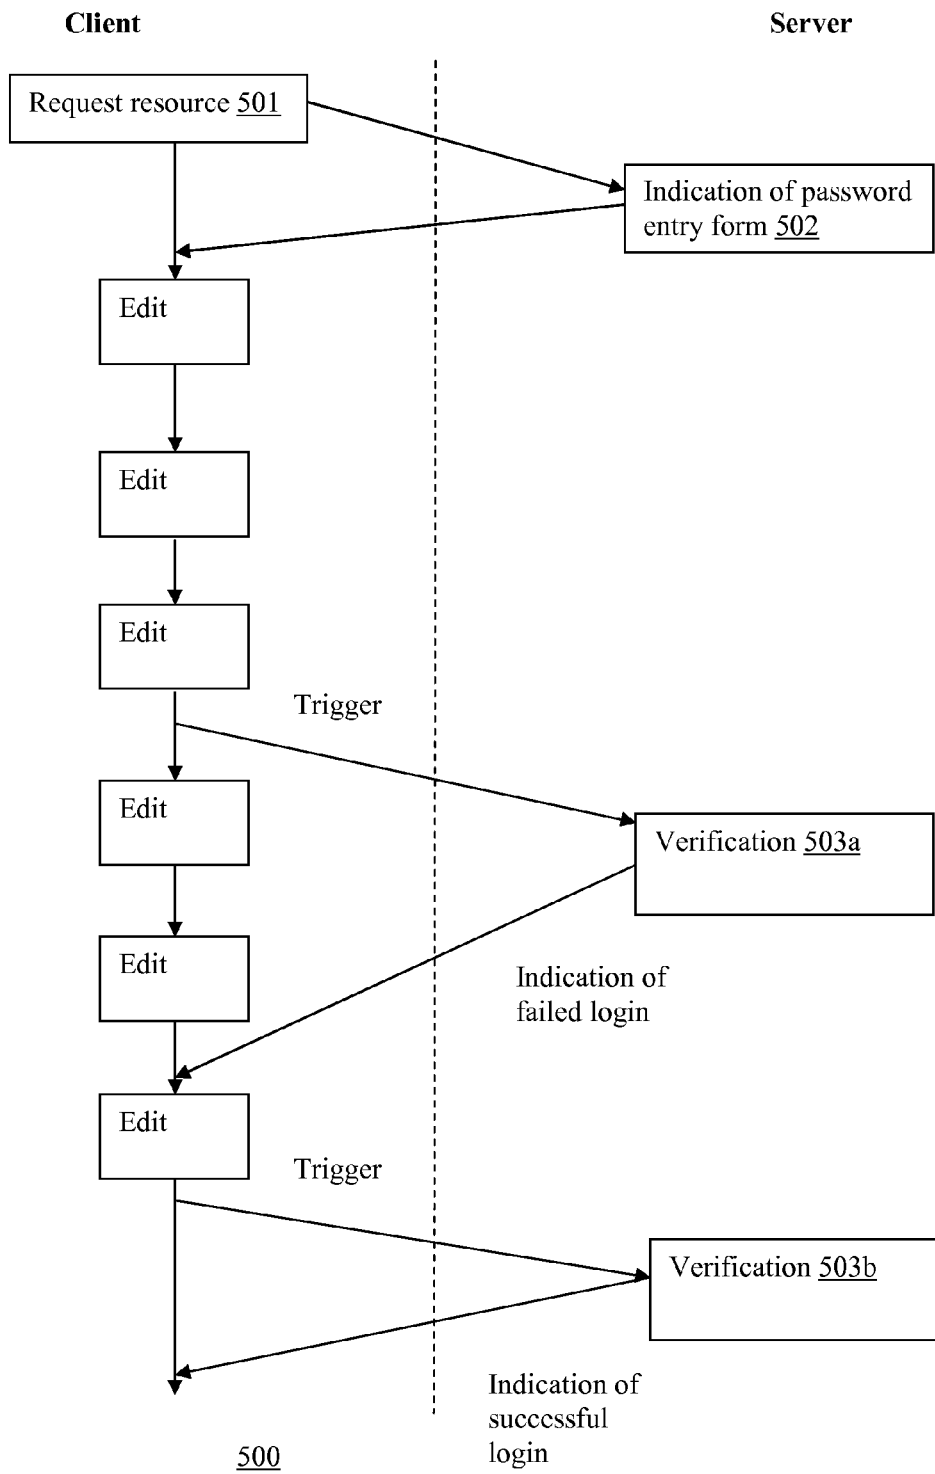 Client
Server
Request resource 501
Indication of password
entry form 502
Edit
Edit
Edit
Trigger
Edit
Verification 503a
Edit
Indication of
failed login
Edit
Trigger
Verification 503b
Indication of
successful
login
500